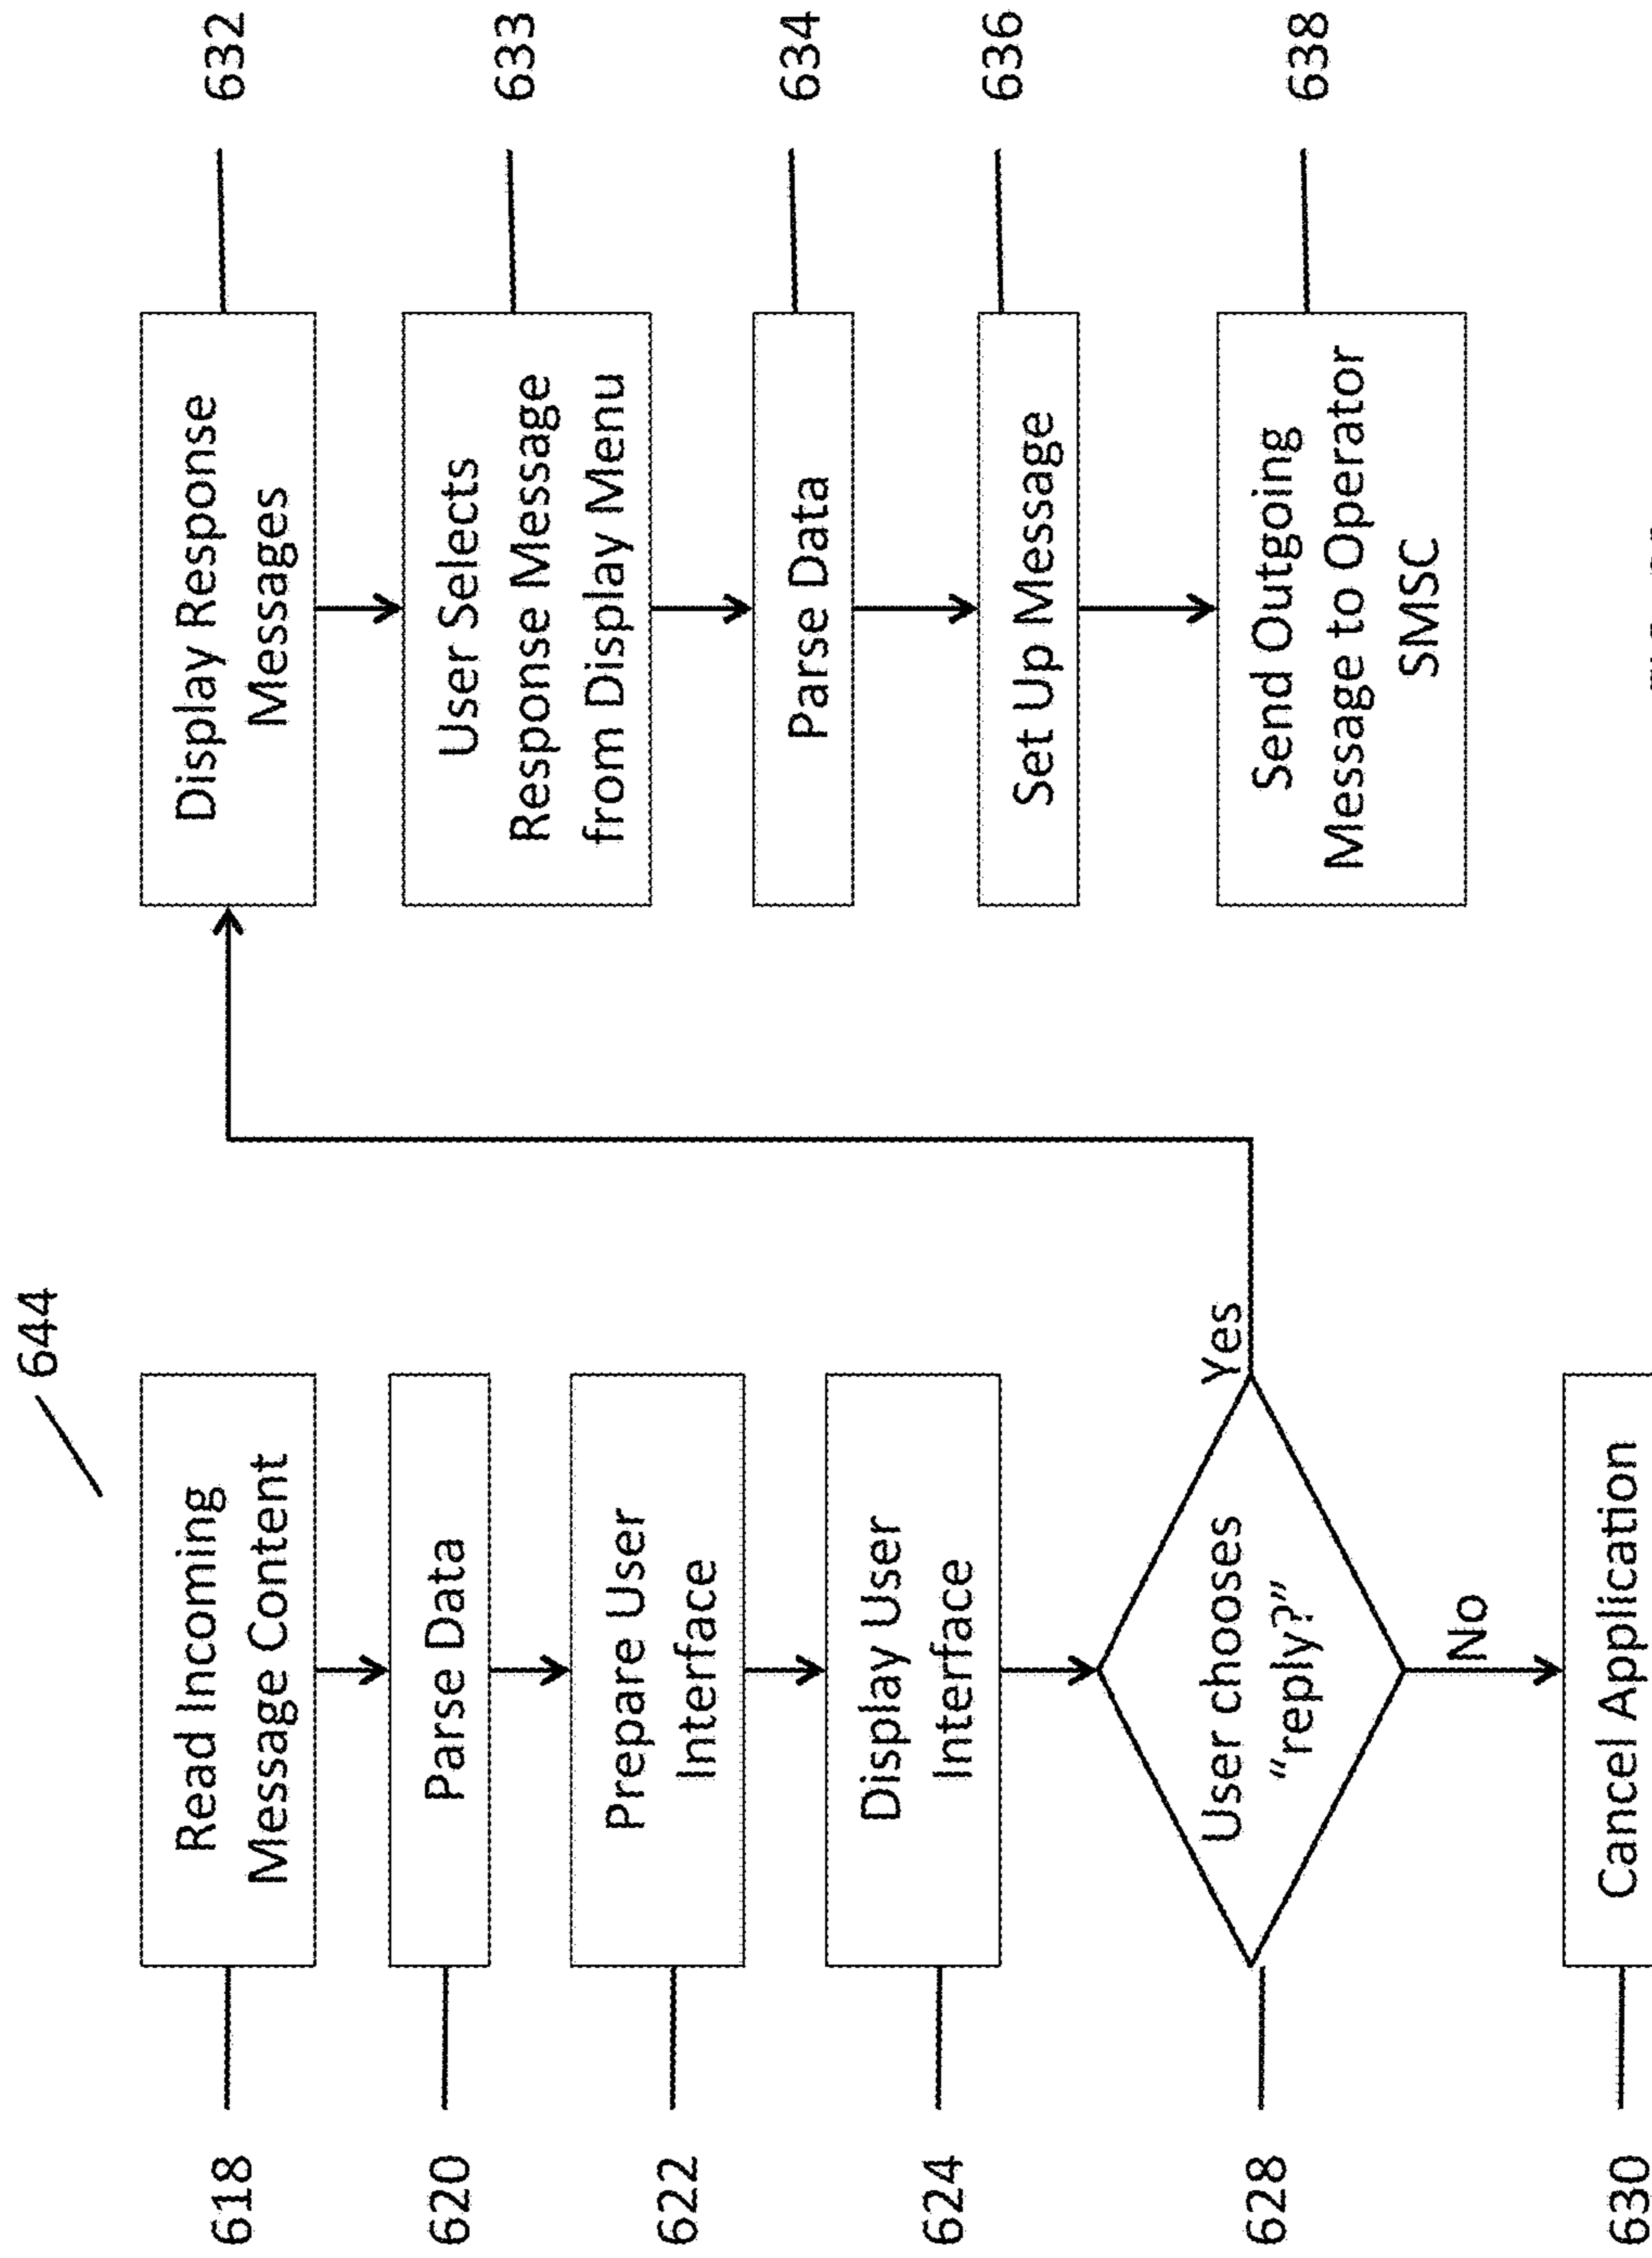 644
618
Read Incoming
Message Content
620
Parse Data
622
Prepare User
Interface
624
Display User
Interface
628
User chooses
“reply?”
Yes
No
630
Cancel Application
Display Response
Messages
632
User Selects
Response Message
from Display Menu
633
Parse Data
634
Set Up Message
636
Send Outgoing
Message to Operator
SMSC
638